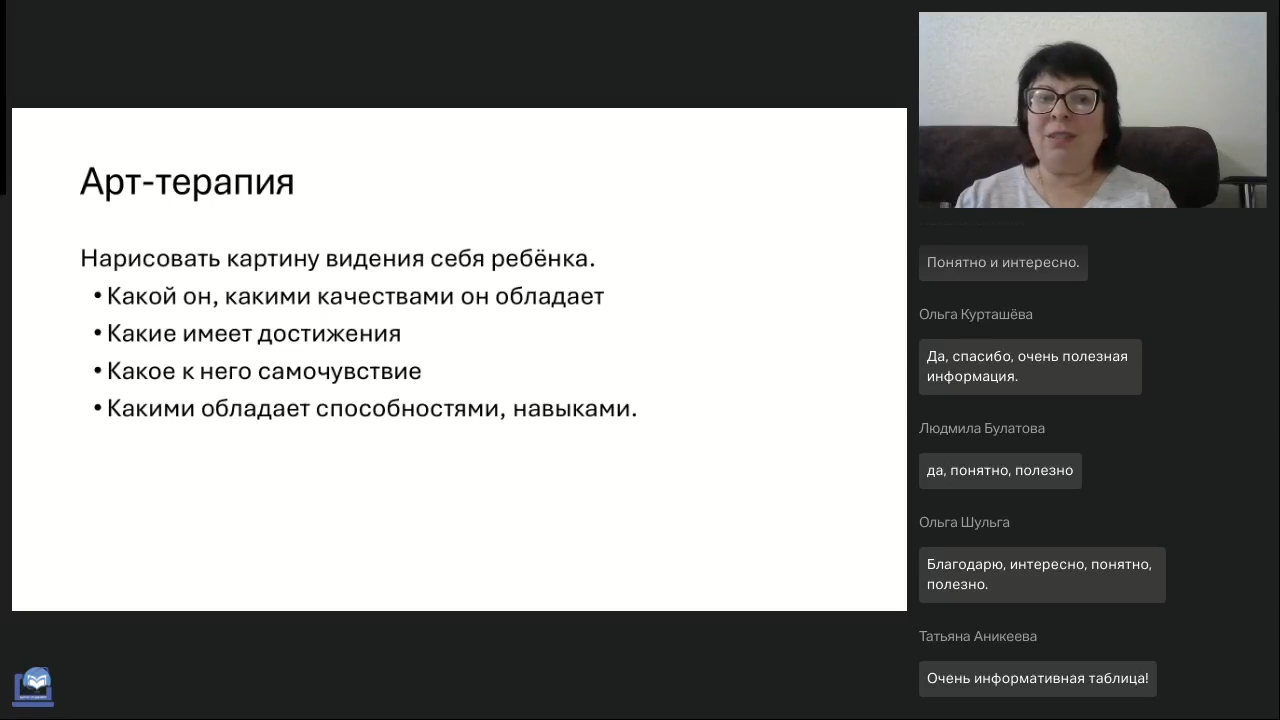 Арт-терапия
Нарисовать картину видения себя ребёнка.
• Какой он, какими качествами он обладает
• Какие имеет достижения
• Какое к него самочувствие
• Какими обладает способностями, навыками.
Понятно и интересно.
Ольга Курташёва
Да, спасибо, очень полезная
информация.
Людмила Булатова
да, понятно, полезно
Ольга Шульга
Благодарю, интересно, понятно,
полезно.
Татьяна Аникеева
Очень информативная таблица!